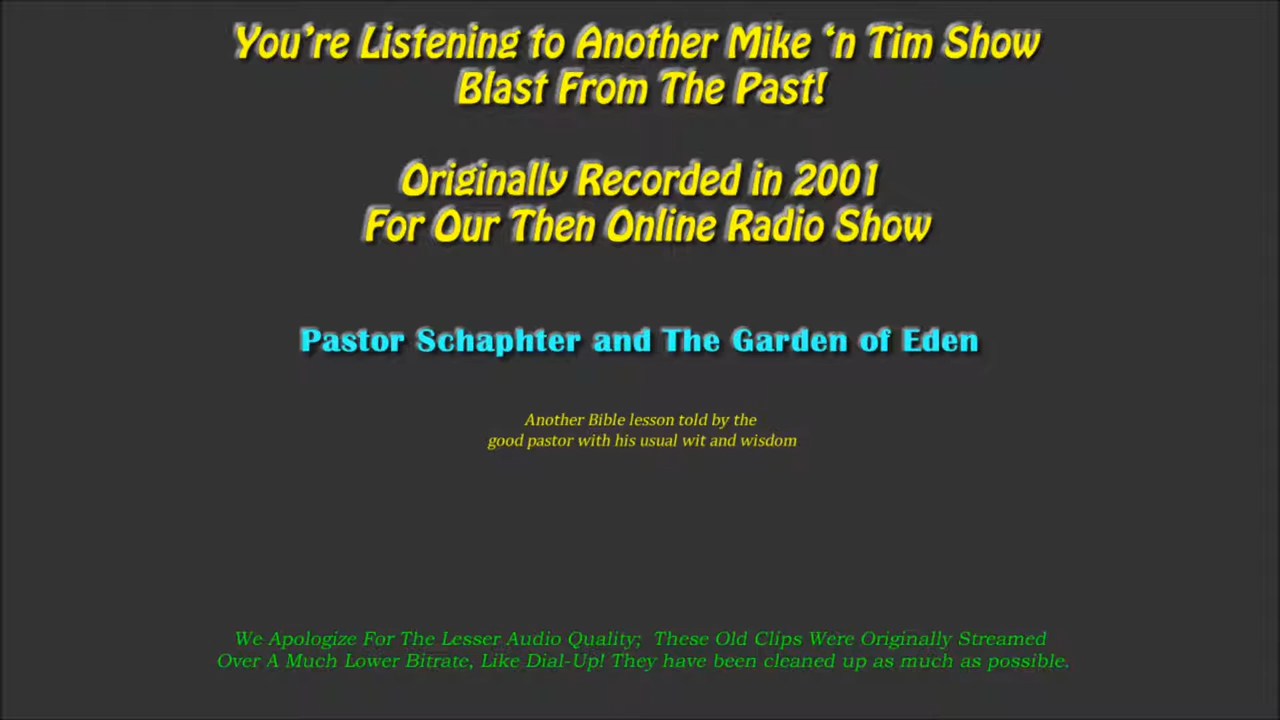 You're Listening to Another Mike 'n Tim Show
Blast From The Past!
Originally Recorded in 2001
For Our Then Online Radio Show
Pastor Schaphter and The Garden of Eden
Another Bible lesson told by the
good pastor with his usual wit and wisdom
We Apologize For The Lesser Audio Quality;  These Old Clips Were Originally Streamed
Over A Much Lower Bitrate, Like Dial-Up! They have been cleaned up as much as possible.